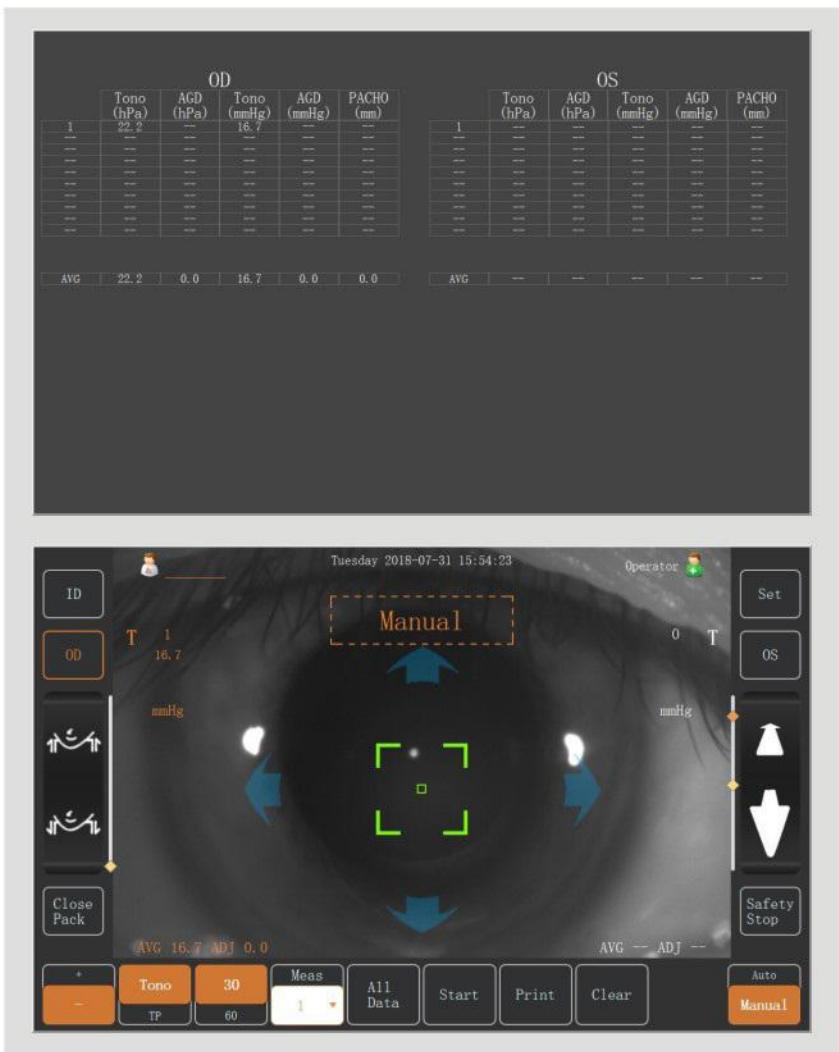 OD OS
Tono (hPa) AGD (hPa) Tono (mmHg) AGD (mmHg) PACHO (mm) Tono (hPa) AGD (hPa) Tono (mmHg) AGD (mmHg) PACHO (mm)
1 22.2 -- 16.7 -- -- 1 -- -- -- -- --
-- -- -- -- -- -- -- -- -- -- -- --
-- -- -- -- -- -- -- -- -- -- -- --
-- -- -- -- -- -- -- -- -- -- -- --
-- -- -- -- -- -- -- -- -- -- -- --
-- -- -- -- -- -- -- -- -- -- -- --
-- -- -- -- -- -- -- -- -- -- -- --
-- -- -- -- -- -- -- -- -- -- -- --
-- -- -- -- -- -- -- -- -- -- -- --
-- -- -- -- -- -- -- -- -- -- -- --
AVG 22.2 0.0 16.7 0.0 0.0 AVG -- -- -- -- --
Tuesday 2018-07-31 15:54:23 Operator
ID Set
Manual
OD T 1 0 T OS
16.7
mmHg mmHg
Close Pack Safety Stop
AVG 16.7 ADJ 0.0 AVG -- ADJ --
+ Tono 30 Meas All Data Start Print Clear Auto
- TP 60 1 Manual